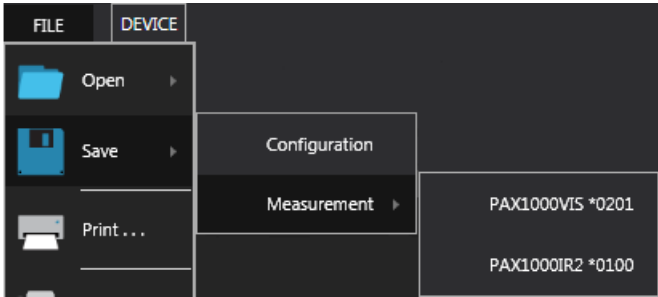 FILE DEVICE
Open
Save
Configuration
Measurement
PAX1000VIS *0201
Print . . .
PAX1000IR2 *0100